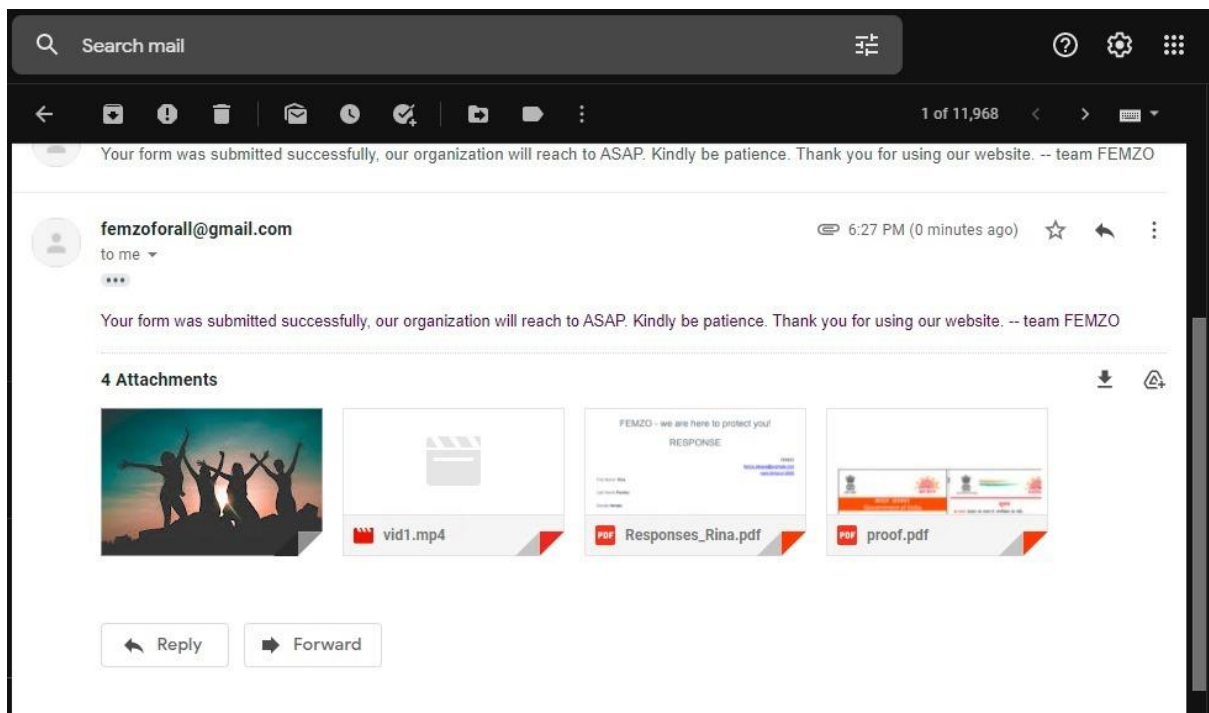 Search mail
1 of 11,968
Your form was submitted successfully, our organization will reach to ASAP. Kindly be patience. Thank you for using our website. -- team FEMZO
femzoforall@gmail.com
6:27 PM (0 minutes ago)
to me
Your form was submitted successfully, our organization will reach to ASAP. Kindly be patience. Thank you for using our website. -- team FEMZO
4 Attachments
FEMZO - we are here to protect you!
RESPONSE
vid1.mp4
PDF Responses_Rina.pdf
PDF proof.pdf
Reply
Forward